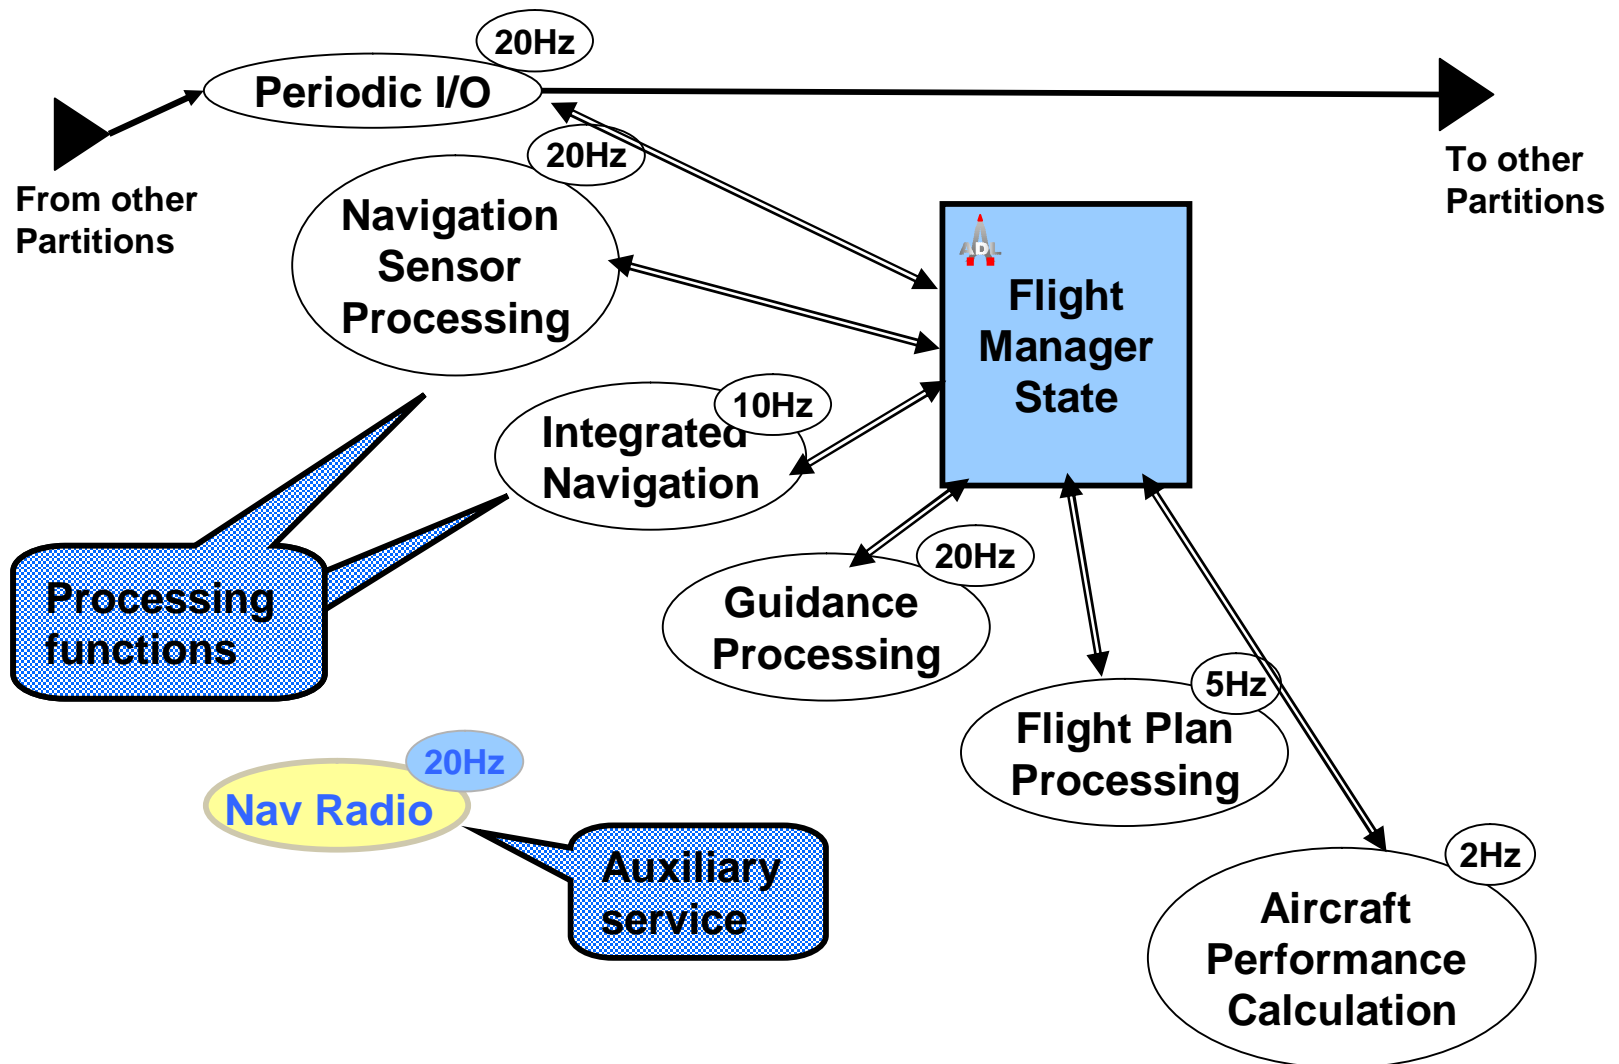 20Hz
Periodic I/O
From other
Partitions
To other
Partitions
20Hz
Navigation
Sensor
Processing
ADL
Flight
Manager
State
10Hz
Integrated
Navigation
Processing
functions
20Hz
Guidance
Processing
5Hz
Flight Plan
Processing
20Hz
Nav Radio
Auxiliary
service
2Hz
Aircraft
Performance
Calculation